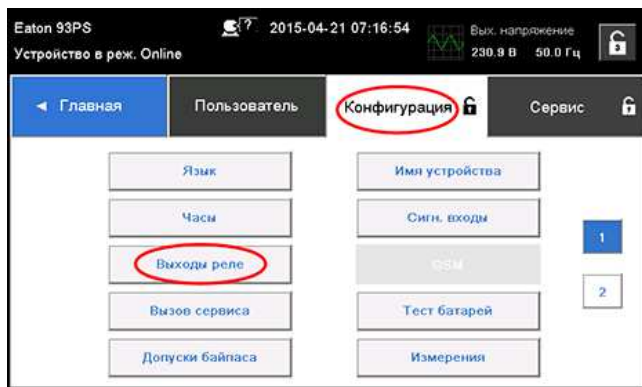 Eaton 93PS
2015-04-21 07:16:54
Вых. напряжение
Устройство в реж. Online
230.9 В 50.0 Гц
◄ Главная
Пользователь
Конфигурация
Сервис
Язык
Имя устройства
Часы
Сигн. входы
Выходы реле
GSM
1
Вызов сервиса
Тест батарей
2
Допуски байпаса
Измерения